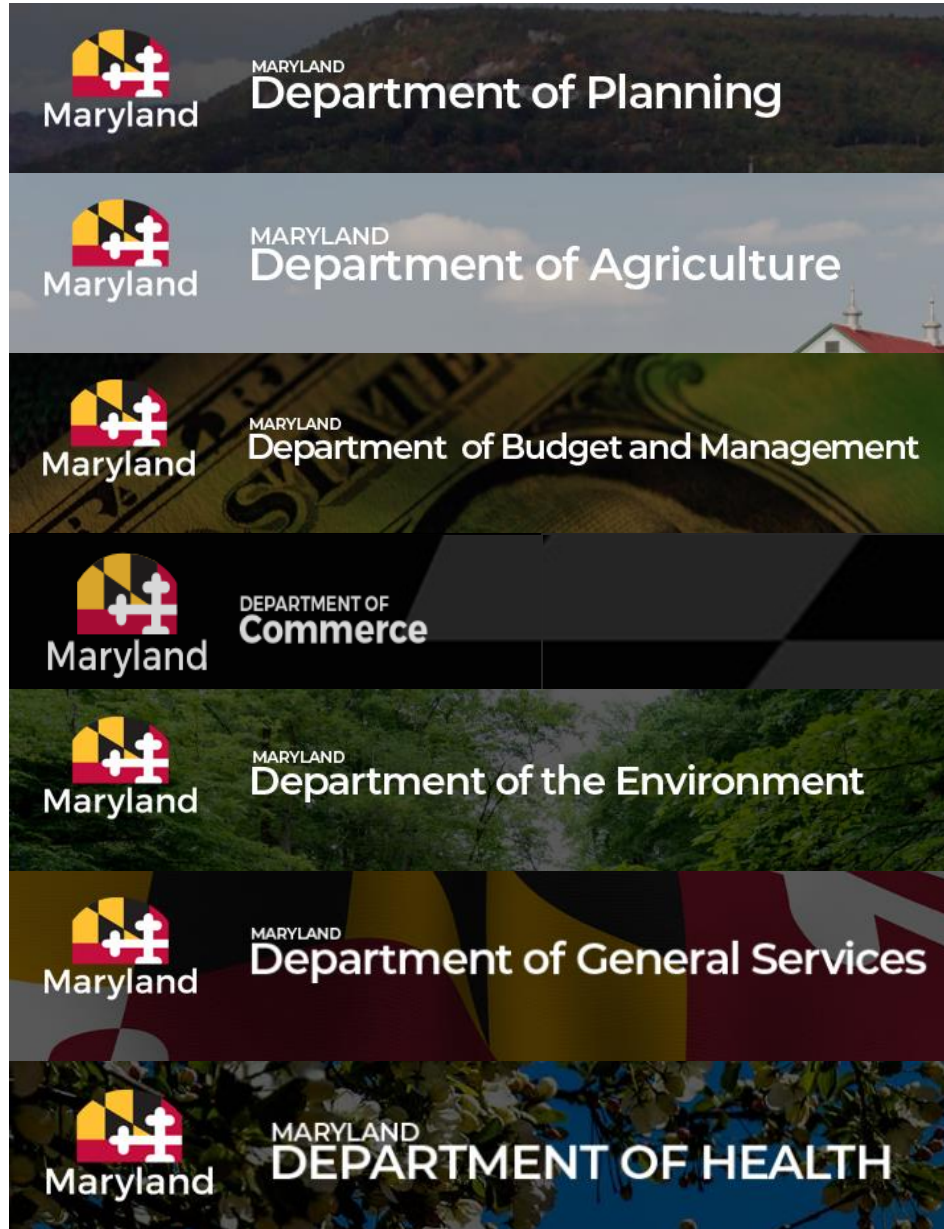 Maryland
MARYLAND
Department of Planning
Maryland
MARYLAND
Department of Agriculture
Maryland
MARYLAND
Department of Budget and Management
STATE
Maryland
DEPARTMENT OF
Commerce
Maryland
MARYLAND
Department of the Environment
Maryland
MARYLAND
Department of General Services
Maryland
MARYLAND
DEPARTMENT OF HEALTH